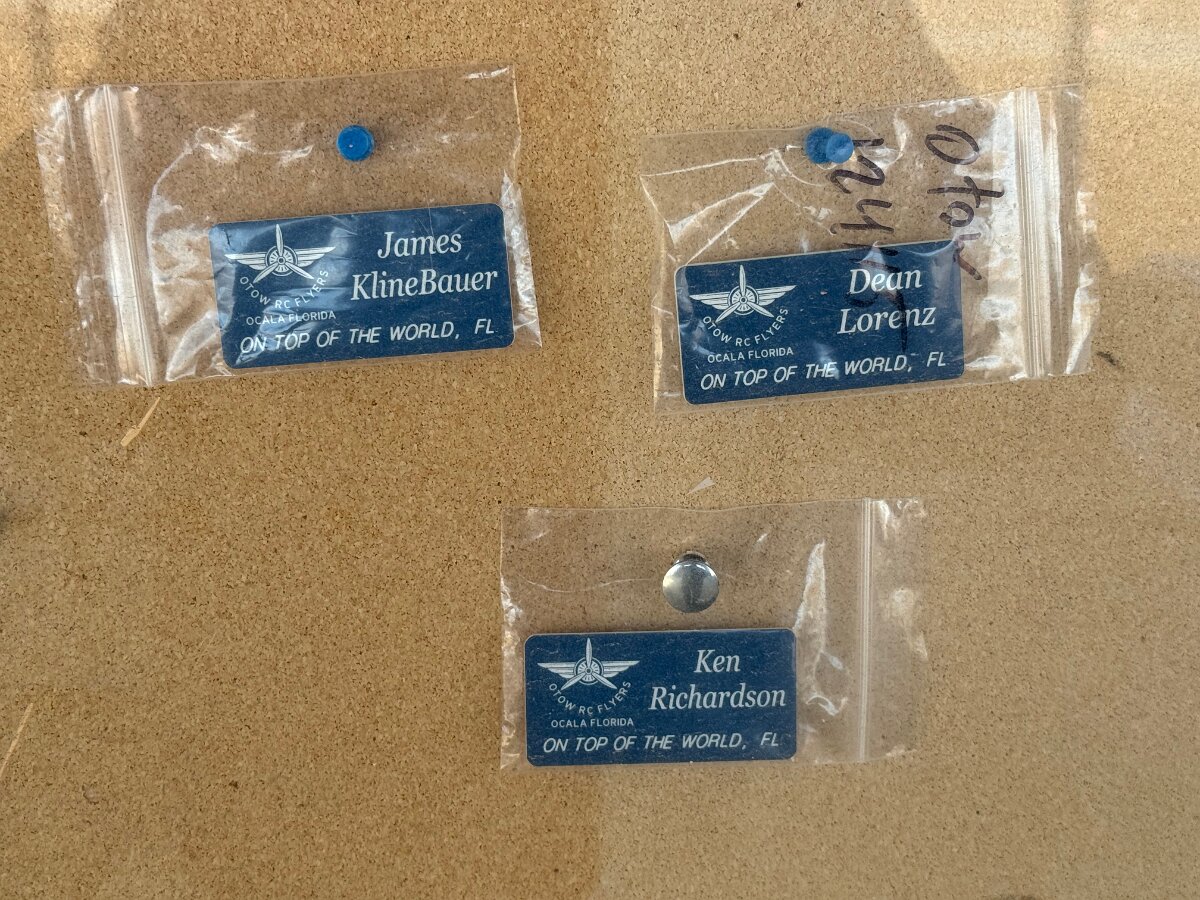 James
KlineBauer
OTOW RC FLYERS
OCALA FLORIDA
ON TOP OF THE WORLD, FL
Dean
Lorenz
OTOW RC FLYERS
OCALA FLORIDA
ON TOP OF THE WORLD, FL
Ken
Richardson
OTOW RC FLYERS
OCALA FLORIDA
ON TOP OF THE WORLD, FL